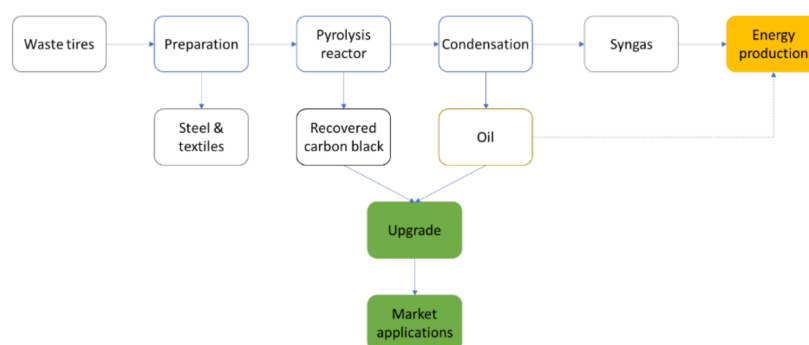 Waste tires
Preparation
Pyrolysis
reactor
Condensation
Syngas
Energy
production
Steel &
textiles
Recovered
carbon black
Oil
Upgrade
Market
applications